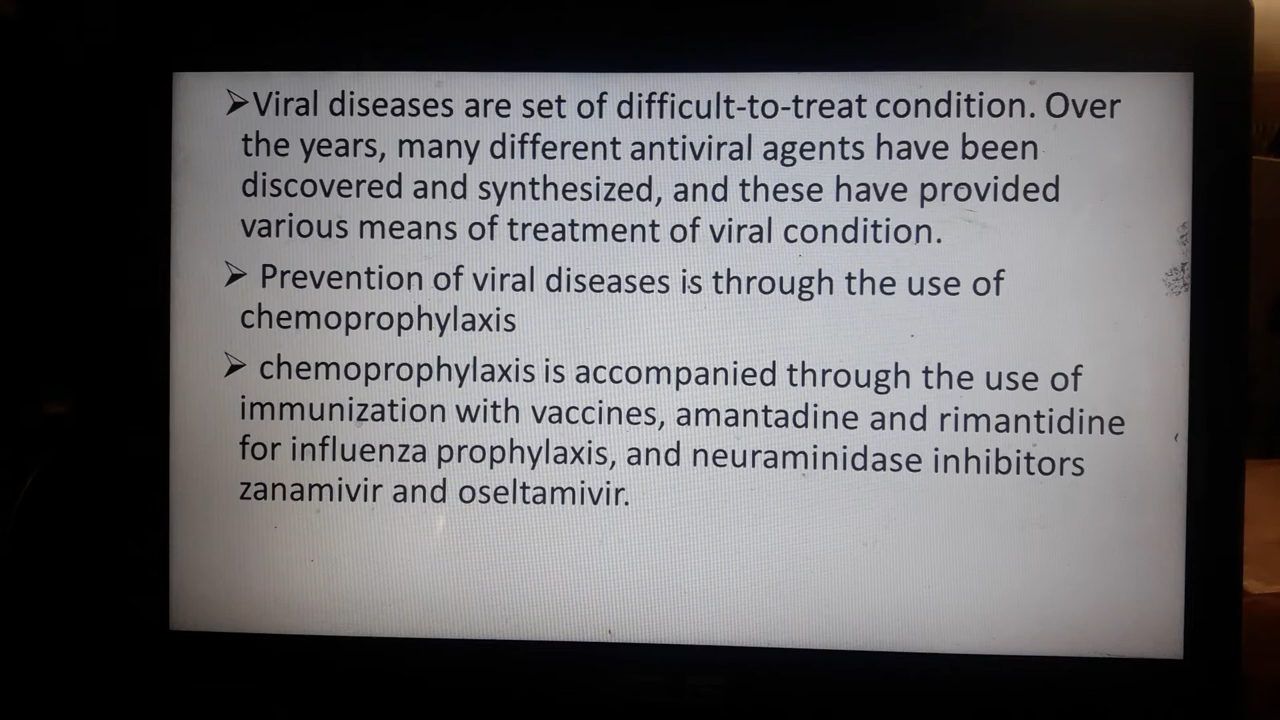 ➢Viral diseases are set of difficult-to-treat condition. Over
the years, many different antiviral agents have been
discovered and synthesized, and these have provided
various means of treatment of viral condition.
➢ Prevention of viral diseases is through the use of
chemoprophylaxis
➢ chemoprophylaxis is accompanied through the use of
immunization with vaccines, amantadine and rimantidine
for influenza prophylaxis, and neuraminidase inhibitors
zanamivir and oseltamivir.